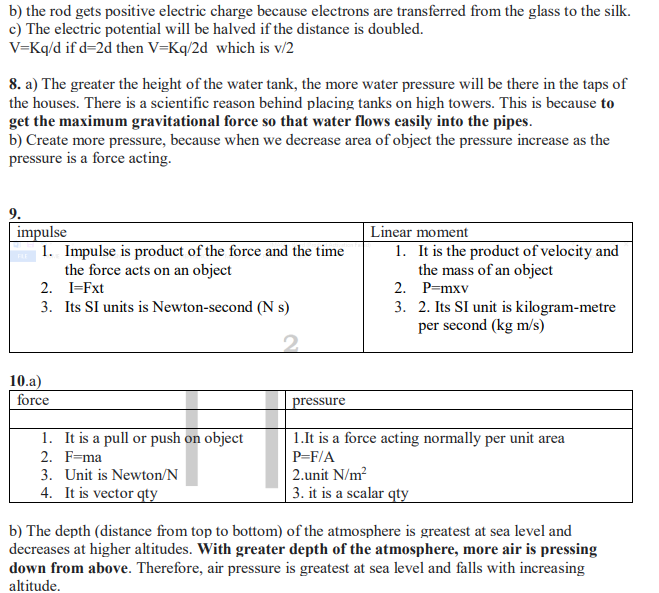 b) the rod gets positive electric charge because electrons are transferred from the glass to the silk.
c) The electric potential will be halved if the distance is doubled.
V=Kq/d if d=2d then V=Kq/2d which is v/2
8. a) The greater the height of the water tank, the more water pressure will be there in the taps of
the houses. There is a scientific reason behind placing tanks on high towers. This is because to
get the maximum gravitational force so that water flows easily into the pipes.
b) Create more pressure, because when we decrease area of object the pressure increase as the
pressure is a force acting.
9.
impulse
1. Impulse is product of the force and the time
the force acts on an object
2. I=Fxt
3. Its SI units is Newton-second (N s)
Linear moment
1. It is the product of velocity and
the mass of an object
2. P=mxv
3. 2. Its SI unit is kilogram-metre
per second (kg m/s)
2
10.a)
force
1. It is a pull or push on object
2. F=ma
3. Unit is Newton/N
4. It is vector qty
pressure
1.It is a force acting normally per unit area
P=F/A
2.unit N/m²
3. it is a scalar qty
b) The depth (distance from top to bottom) of the atmosphere is greatest at sea level and
decreases at higher altitudes. With greater depth of the atmosphere, more air is pressing
down from above. Therefore, air pressure is greatest at sea level and falls with increasing
altitude.